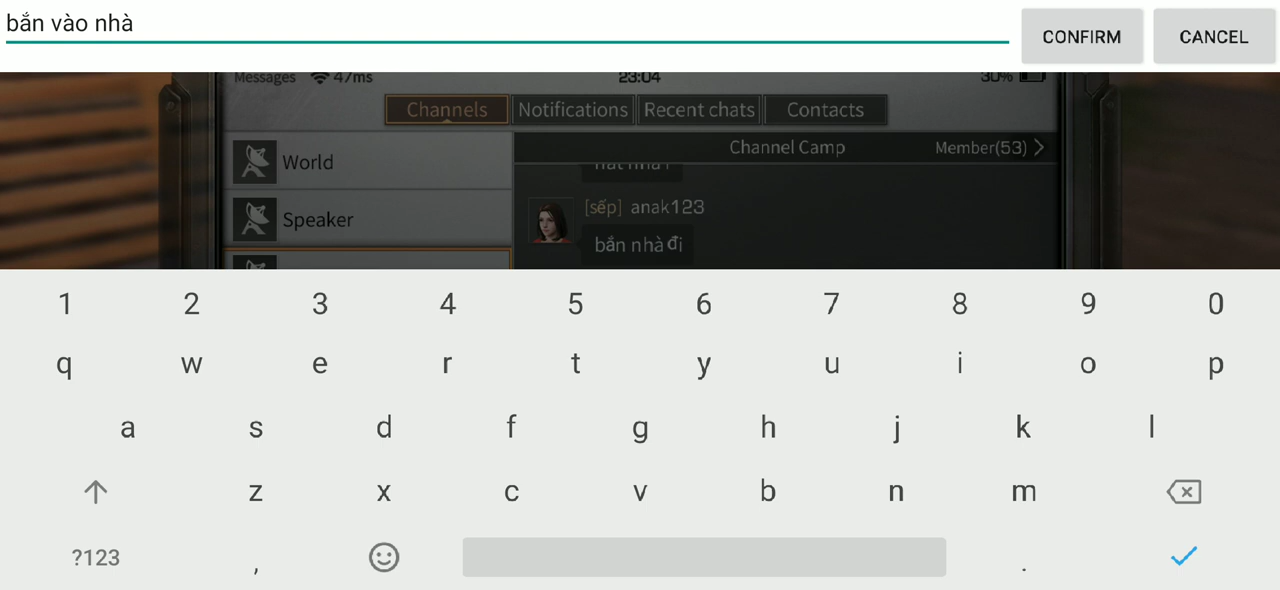 bắn vào nhà
CONFIRM
CANCEL
Messages
47ms
23:04
30%
Channels
Notifications
Recent chats
Contacts
World
Channel Camp
Member(53)
Speaker
[sếp] anak123
bắn nhà đi
1 2 3 4 5 6 7 8 9 0
q w e r t y u i o p
a s d f g h j k l
z x c v b n m
?123 , .